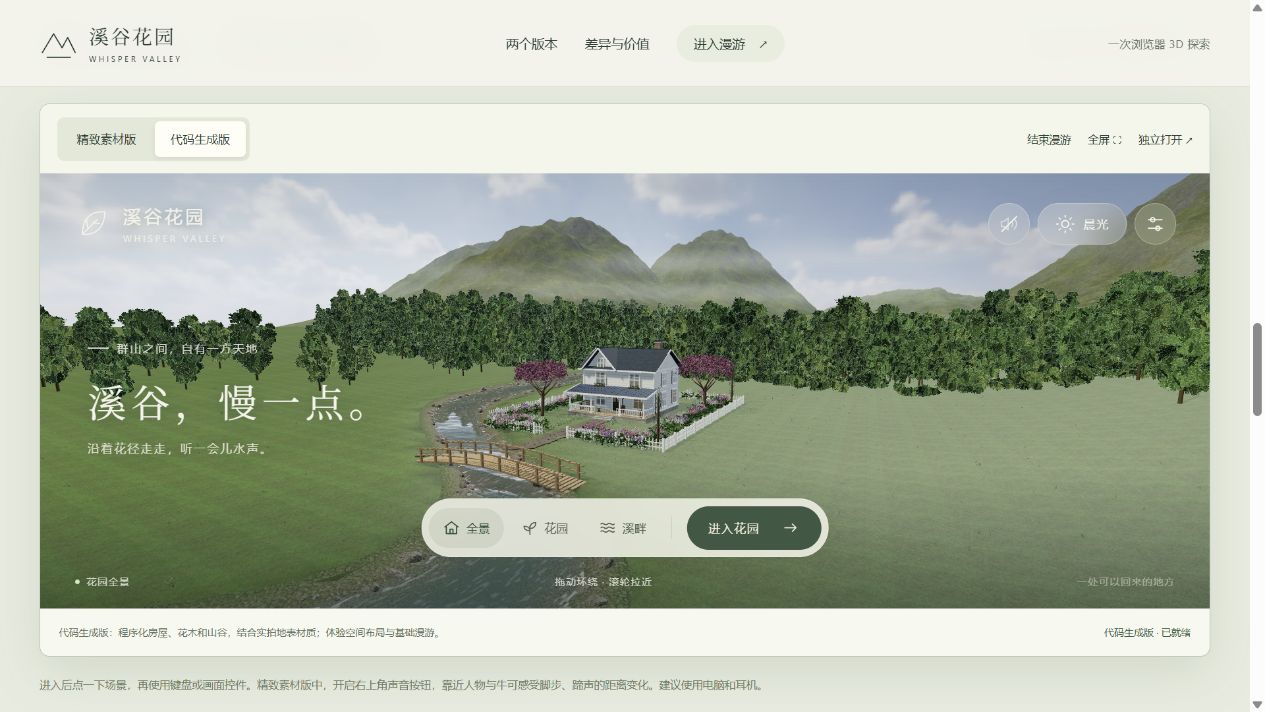 溪谷花园
WHISPER VALLEY
两个版本 差异与价值 进入漫游 ↗
一次浏览器 3D 探索
精致素材版 代码生成版
结束漫游 全屏 独立打开 ↗
溪谷花园
WHISPER VALLEY
晨光
群山之间，自有一方天地
溪谷，慢一点。
沿着花径走走，听一会儿水声。
全景 花园 溪畔 进入花园 →
花园全景
拖动环绕 · 滚轮拉近
一处可以回来的地方
代码生成版：程序化房屋、花木和山谷，结合实拍地表材质；体验空间布局与基础漫游。
代码生成版 · 已就绪
进入后点一下场景，再使用键盘或画面控件。精致素材版中，开启右上角声音按钮，靠近人物与牛可感受脚步、蹄声的距离变化。建议使用电脑和耳机。